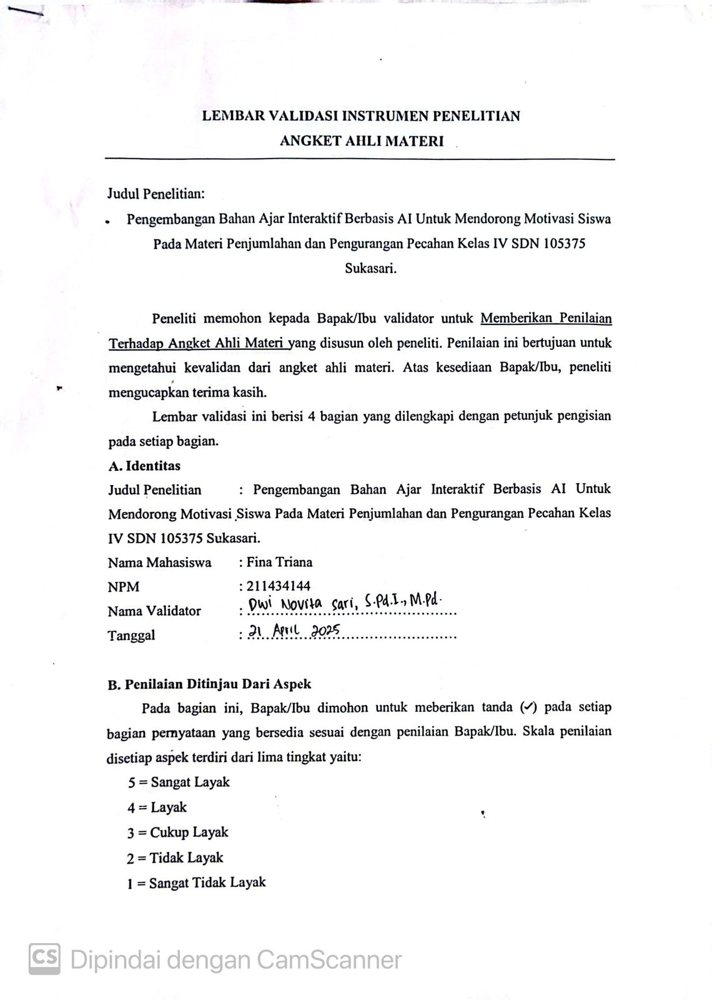 LEMBAR VALIDASI INSTRUMEN PENELITIAN
ANGKET AHLI MATERI
Judul Penelitian:
Pengembangan Bahan Ajar Interaktif Berbasis AI Untuk Mendorong Motivasi Siswa
Pada Materi Penjumlahan dan Pengurangan Pecahan Kelas IV SDN 105375
Sukasari.
Peneliti memohon kepada Bapak/Ibu validator untuk Memberikan Penilaian
Terhadap Angket Ahli Materi yang disusun oleh peneliti. Penilaian ini bertujuan untuk
mengetahui kevalidan dari angket ahli materi. Atas kesediaan Bapak/Ibu, peneliti
mengucapkan terima kasih.
Lembar validasi ini berisi 4 bagian yang dilengkapi dengan petunjuk pengisian
pada setiap bagian.
A. Identitas
Judul Penelitian : Pengembangan Bahan Ajar Interaktif Berbasis AI Untuk
Mendorong Motivasi Siswa Pada Materi Penjumlahan dan Pengurangan Pecahan Kelas
IV SDN 105375 Sukasari.
Nama Mahasiswa : Fina Triana
NPM : 211434144
Nama Validator : Dwi Novita Sari, S.Pd.I., M.Pd.
Tanggal : 21 April 2025
B. Penilaian Ditinjau Dari Aspek
Pada bagian ini, Bapak/Ibu dimohon untuk meberikan tanda (✓) pada setiap
bagian pernyataan yang bersedia sesuai dengan penilaian Bapak/Ibu. Skala penilaian
disetiap aspek terdiri dari lima tingkat yaitu:
5 = Sangat Layak
4 = Layak
3 = Cukup Layak
2 = Tidak Layak
1 = Sangat Tidak Layak
CS Dipindai dengan CamScanner